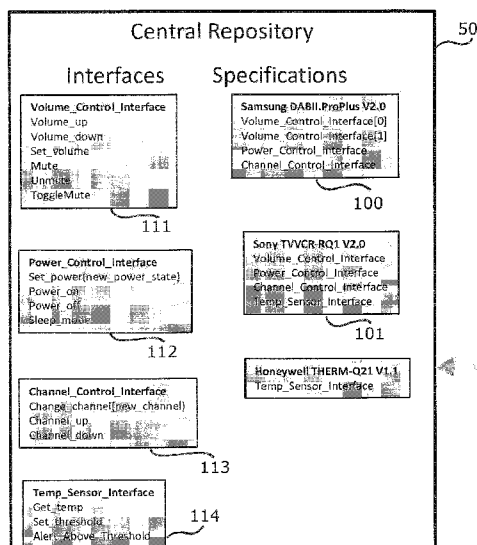 Central Repository
50
Interfaces
Specifications
Volume_Control_Interface
Volume_up
Volume_down
Set_volume
Mute
Unmute
ToggleMute
111
Power_Control_Interface
Set_power(new_power_state)
Power_on
Power_off
Sleep_mode
112
Channel_Control_Interface
Change_channel(new_channel)
Channel_up
Channel_down
113
Temp_Sensor_Interface
Get_temp
Set_threshold
Alert_Above_Threshold
114
Samsung DABII.ProPlus V2.0
Volume_Control_Interface[0]
Volume_Control_Interface[1]
Power_Control_Interface
Channel_Control_Interface
100
Sony TVVCR-RQ1 V2.0
Volume_Control_Interface
Power_Control_Interface
Channel_Control_Interface
Temp_Sensor_Interface
101
Honeywell THERM-Q21 V1.1
Temp_Sensor_Interface